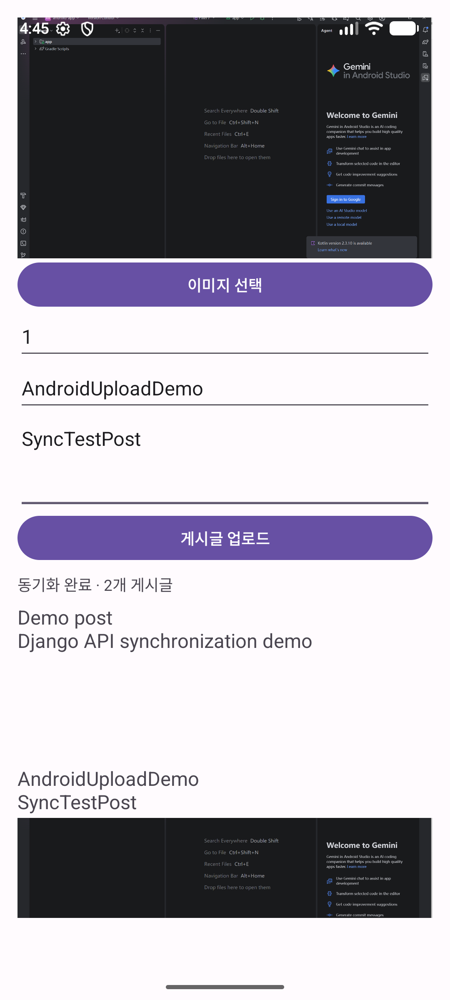 4:45
Agent
app
Gradle Scripts
Gemini
in Android Studio
Search Everywhere Double Shift
Go to File Ctrl+Shift+N
Recent Files Ctrl+E
Navigation Bar Alt+Home
Drop files here to open them
Welcome to Gemini
Gemini in Android Studio is an AI coding
companion that helps you build high quality
apps faster. Learn more
Use Gemini chat to assist in app
development
Transform selected code in the editor
Get code improvement suggestions
Generate commit messages
Sign in to Google
Use an AI Studio model
Use a remote model
Use a local model
Kotlin version 2.3.10 is available
Learn what's new
이미지 선택
1
AndroidUploadDemo
SyncTestPost
게시글 업로드
동기화 완료 · 2개 게시글
Demo post
Django API synchronization demo
AndroidUploadDemo
SyncTestPost
Search Everywhere Double Shift
Go to File Ctrl+Shift+N
Recent Files Ctrl+E
Navigation Bar Alt+Home
Drop files here to open them
Welcome to Gemini
Gemini in Android Studio is an AI coding
companion that helps you build high quality
apps faster. Learn more
Use Gemini chat to assist in app
development
Transform selected code in the editor
Get code improvement suggestions
Generate commit messages